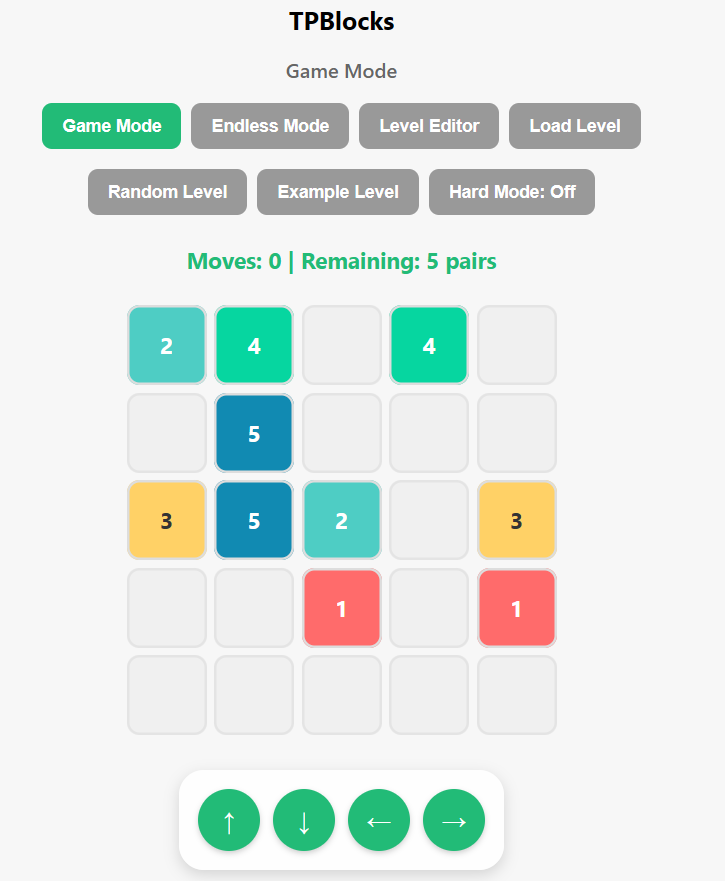 TPBlocks
Game Mode
Game Mode Endless Mode Level Editor Load Level
Random Level Example Level Hard Mode: Off
Moves: 0 | Remaining: 5 pairs
2 4 4
5
3 5 2 3
1 1
↑ ↓ ← →